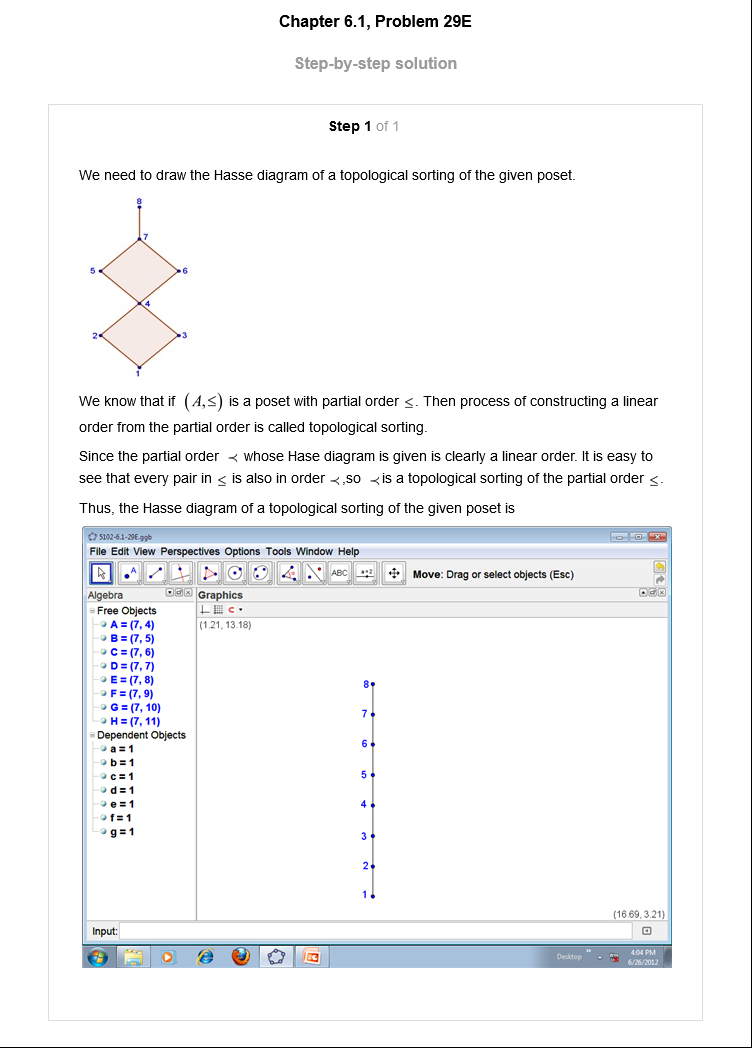 Chapter 6.1, Problem 29E
Step-by-step solution
Step 1 of 1
We need to draw the Hasse diagram of a topological sorting of the given poset.
8
7
5
6
4
2
3
1
We know that if (A,≤) is a poset with partial order ≤. Then process of constructing a linear
order from the partial order is called topological sorting.
Since the partial order ≺ whose Hase diagram is given is clearly a linear order. It is easy to
see that every pair in ≤ is also in order ≺,so ≺is a topological sorting of the partial order ≤.
Thus, the Hasse diagram of a topological sorting of the given poset is
5102-6.1-29E.ggb
File Edit View Perspectives Options Tools Window Help
A
ABC
a=2
Move: Drag or select objects (Esc)
Algebra
Graphics
Free Objects
(1.21, 13.18)
A = (7, 4)
B = (7, 5)
C = (7, 6)
D = (7, 7)
E = (7, 8)
F = (7, 9)
G = (7, 10)
H = (7, 11)
Dependent Objects
a = 1
b = 1
c = 1
d = 1
e = 1
f = 1
g = 1
8
7
6
5
4
3
2
1
(16.69, 3.21)
Input:
Desktop
4:04 PM
6/26/2012